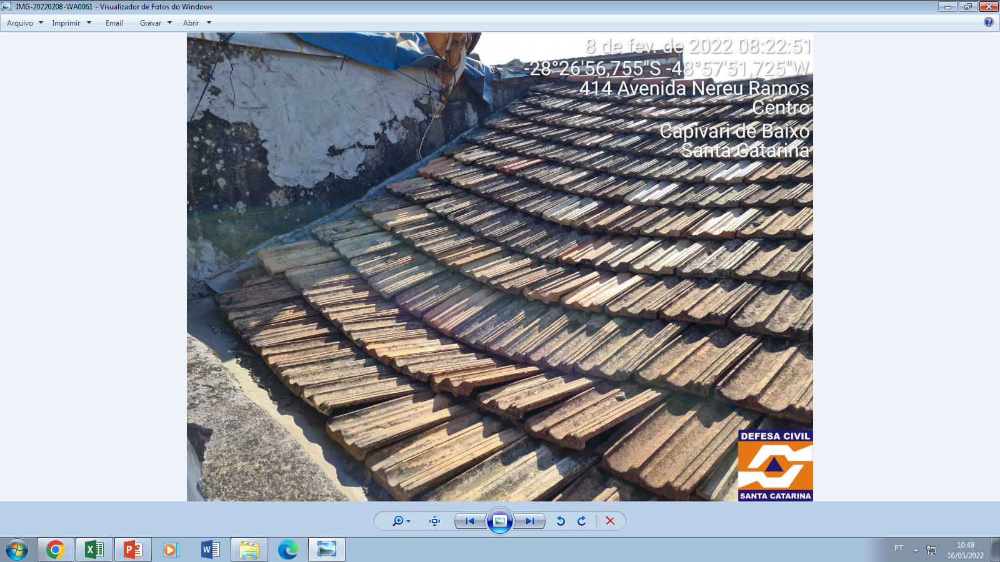 IMG-20220208-WA0061 - Visualizador de Fotos do Windows
Arquivo Imprimir Email Gravar Abrir
8 de fev. de 2022 08:22:51
-28°26'56,755"S -48°57'51,725"W
414 Avenida Nereu Ramos
Centro
Capivari de Baixo
Santa Catarina
DEFESA CIVIL
SANTA CATARINA
PT
10:49
16/05/2022